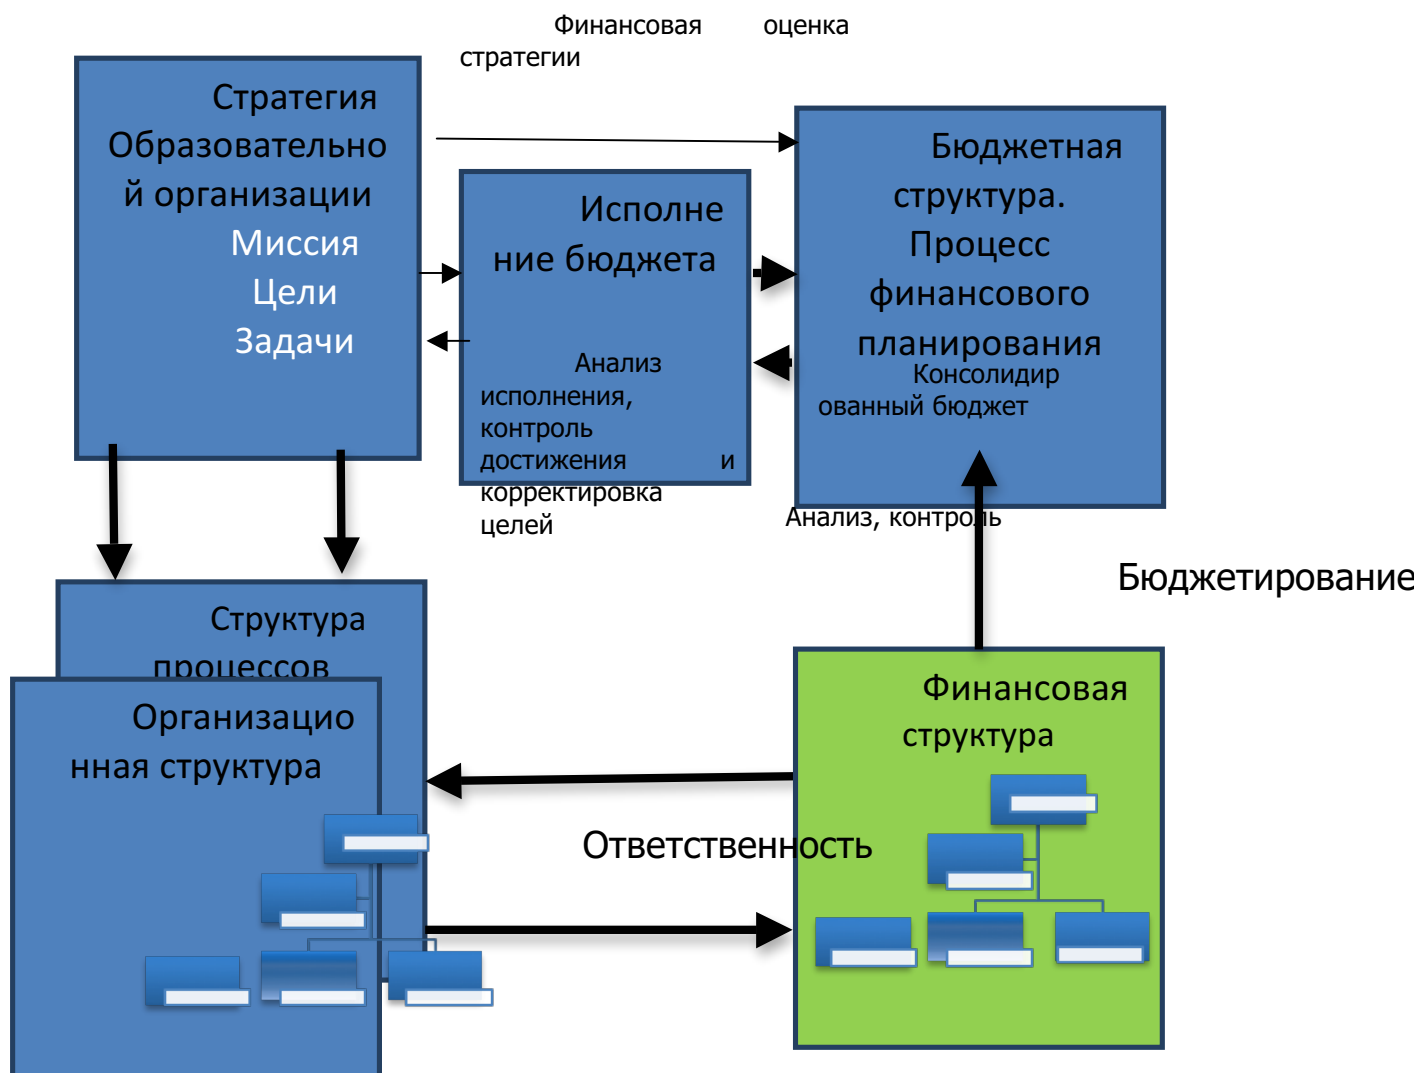 Финансовая оценка
стратегии
Стратегия
Образовательно
й организации
Миссия
Цели
Задачи
Исполне
ние бюджета
Анализ
исполнения,
контроль
достижения и
корректировка
целей
Бюджетная
структура.
Процесс
финансового
планирования
Консолидир
ованный бюджет
Анализ, контроль
Бюджетирование
Структура
процессов
Организацио
нная структура
Ответственность
Финансовая
структура